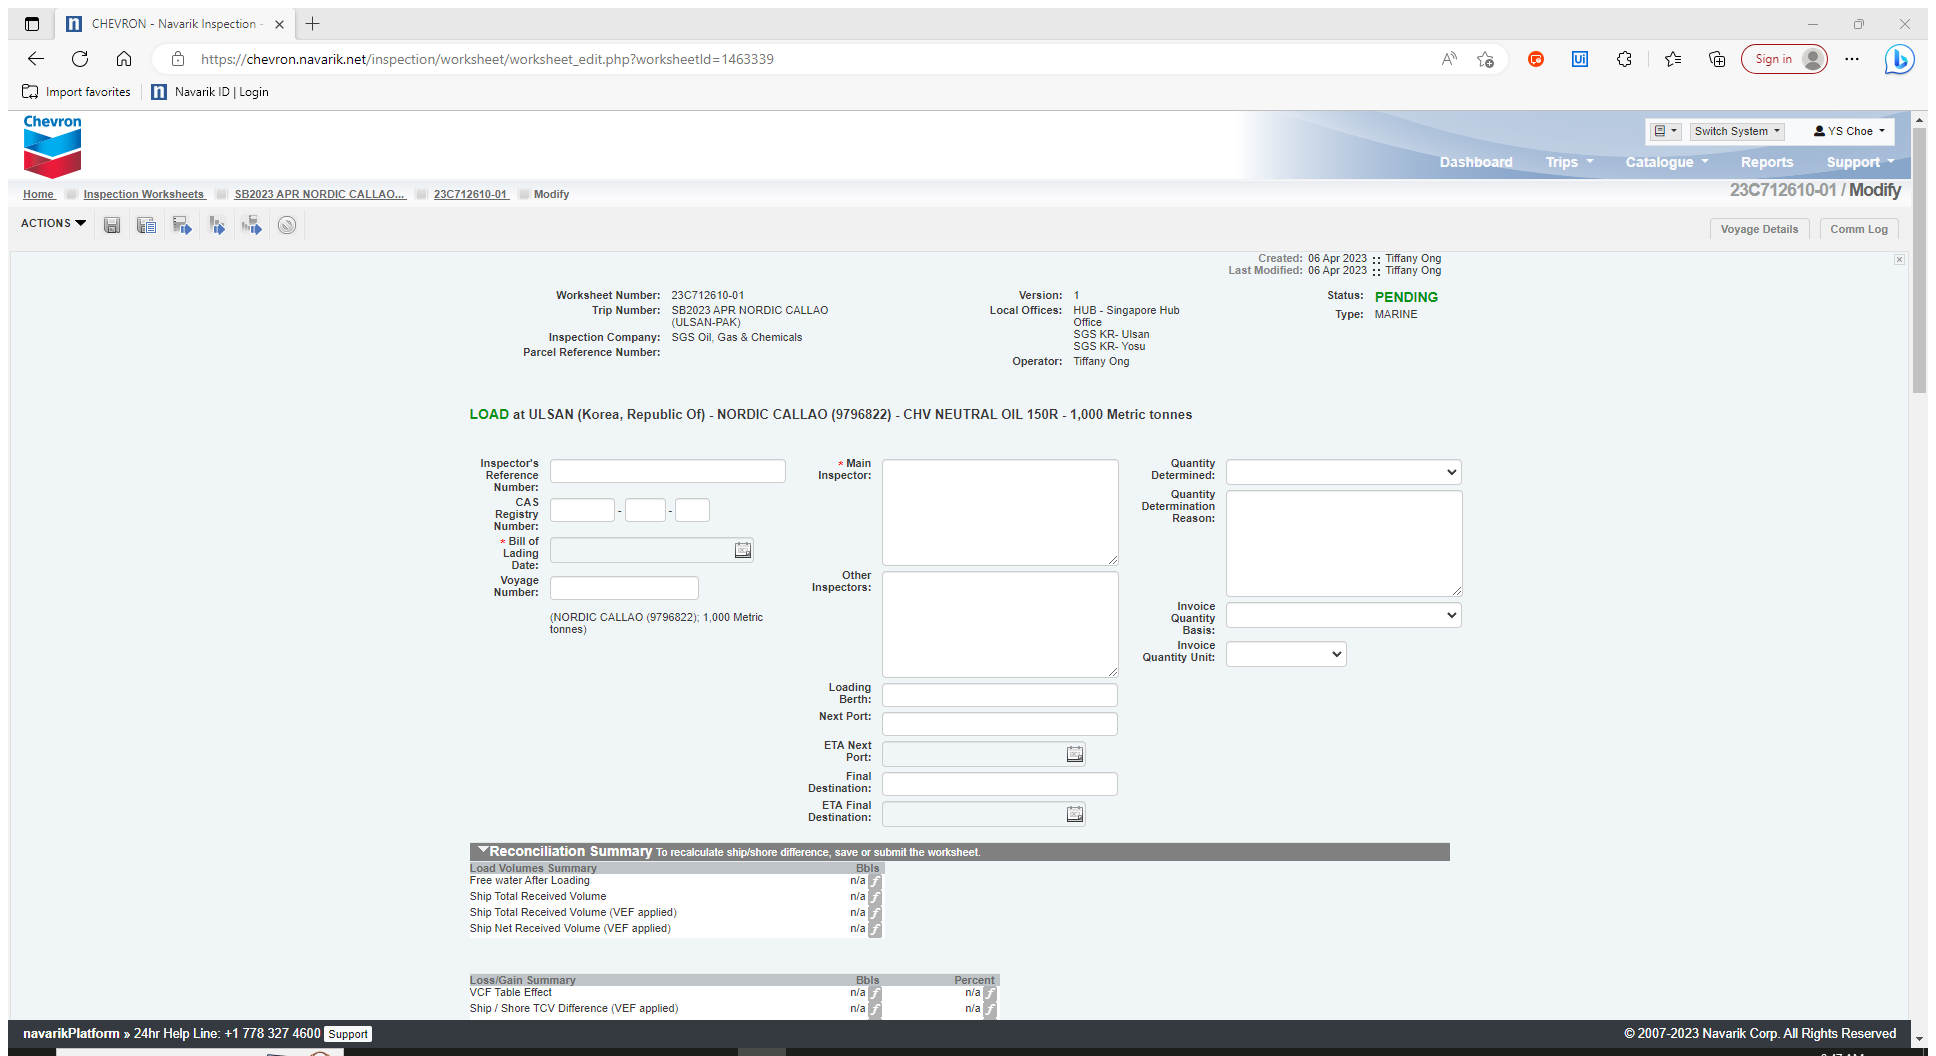 CHEVRON - Navarik Inspection -
https://chevron.navarik.net/inspection/worksheet/worksheet_edit.php?worksheetId=1463339
Sign in
Import favorites
Navarik ID | Login
Chevron
Switch System
YS Choe
Dashboard Trips Catalogue Reports Support
Home Inspection Worksheets SB2023 APR NORDIC CALLAO... 23C712610-01 Modify
23C712610-01 / Modify
ACTIONS
Voyage Details Comm Log
Created: 06 Apr 2023 :: Tiffany Ong
Last Modified: 06 Apr 2023 :: Tiffany Ong
Worksheet Number: 23C712610-01
Trip Number: SB2023 APR NORDIC CALLAO
(ULSAN-PAK)
Inspection Company: SGS Oil, Gas & Chemicals
Parcel Reference Number:
Version: 1
Local Offices: HUB - Singapore Hub
Office
SGS KR- Ulsan
SGS KR- Yosu
Operator: Tiffany Ong
Status: PENDING
Type: MARINE
LOAD at ULSAN (Korea, Republic Of) - NORDIC CALLAO (9796822) - CHV NEUTRAL OIL 150R - 1,000 Metric tonnes
Inspector's
Reference
Number:
CAS
Registry
Number:
- -
* Bill of
Lading
Date:
Voyage
Number:
(NORDIC CALLAO (9796822); 1,000 Metric
tonnes)
* Main
Inspector:
Other
Inspectors:
Loading
Berth:
Next Port:
ETA Next
Port:
Final
Destination:
ETA Final
Destination:
Quantity
Determined:
Quantity
Determination
Reason:
Invoice
Quantity
Basis:
Invoice
Quantity Unit:
Reconciliation Summary To recalculate ship/shore difference, save or submit the worksheet.
Load Volumes Summary Bbls
Free water After Loading n/a f
Ship Total Received Volume n/a f
Ship Total Received Volume (VEF applied) n/a f
Ship Net Received Volume (VEF applied) n/a f
Loss/Gain Summary Bbls Percent
VCF Table Effect n/a f n/a f
Ship / Shore TCV Difference (VEF applied) n/a f n/a f
navarikPlatform » 24hr Help Line: +1 778 327 4600 Support
© 2007-2023 Navarik Corp. All Rights Reserved